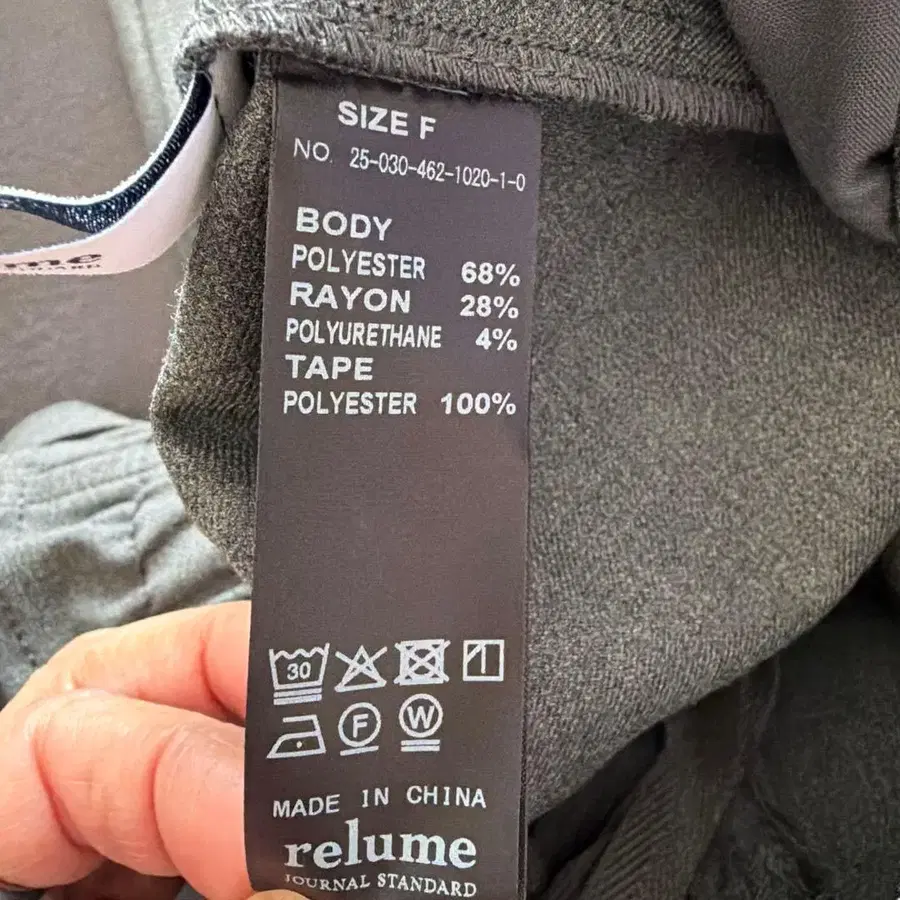 SIZE F
NO. 25-030-462-1020-1-0
BODY
POLYESTER 68%
RAYON 28%
POLYURETHANE 4%
TAPE
POLYESTER 100%
30
F W
MADE IN CHINA
relume
JOURNAL STANDARD